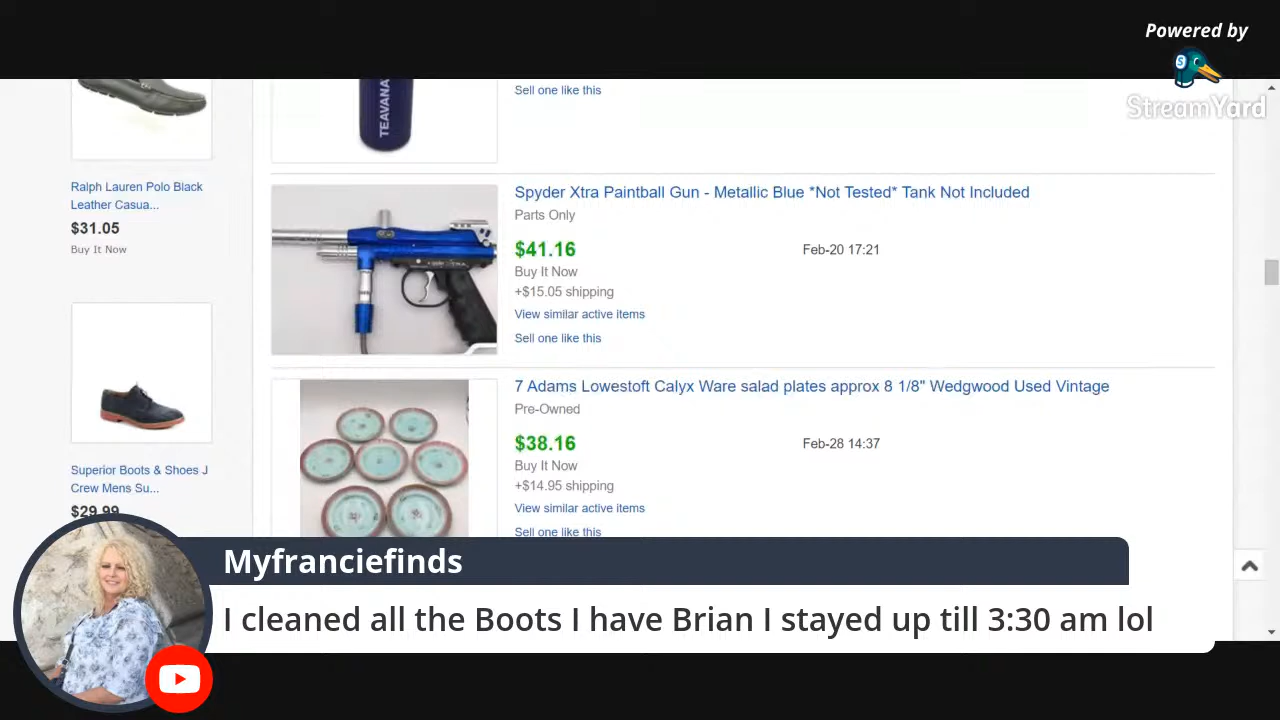 Powered by
StreamYard
TEAVANA
Sell one like this
Ralph Lauren Polo Black
Leather Casua...
$31.05
Buy It Now
Spyder Xtra Paintball Gun - Metallic Blue *Not Tested* Tank Not Included
Parts Only
$41.16
Feb-20 17:21
Buy It Now
+$15.05 shipping
View similar active items
Sell one like this
7 Adams Lowestoft Calyx Ware salad plates approx 8 1/8" Wedgwood Used Vintage
Pre-Owned
$38.16
Feb-28 14:37
Buy It Now
+$14.95 shipping
View similar active items
Sell one like this
Superior Boots & Shoes J
Crew Mens Su...
$29.99
Myfranciefinds
I cleaned all the Boots I have Brian I stayed up till 3:30 am lol